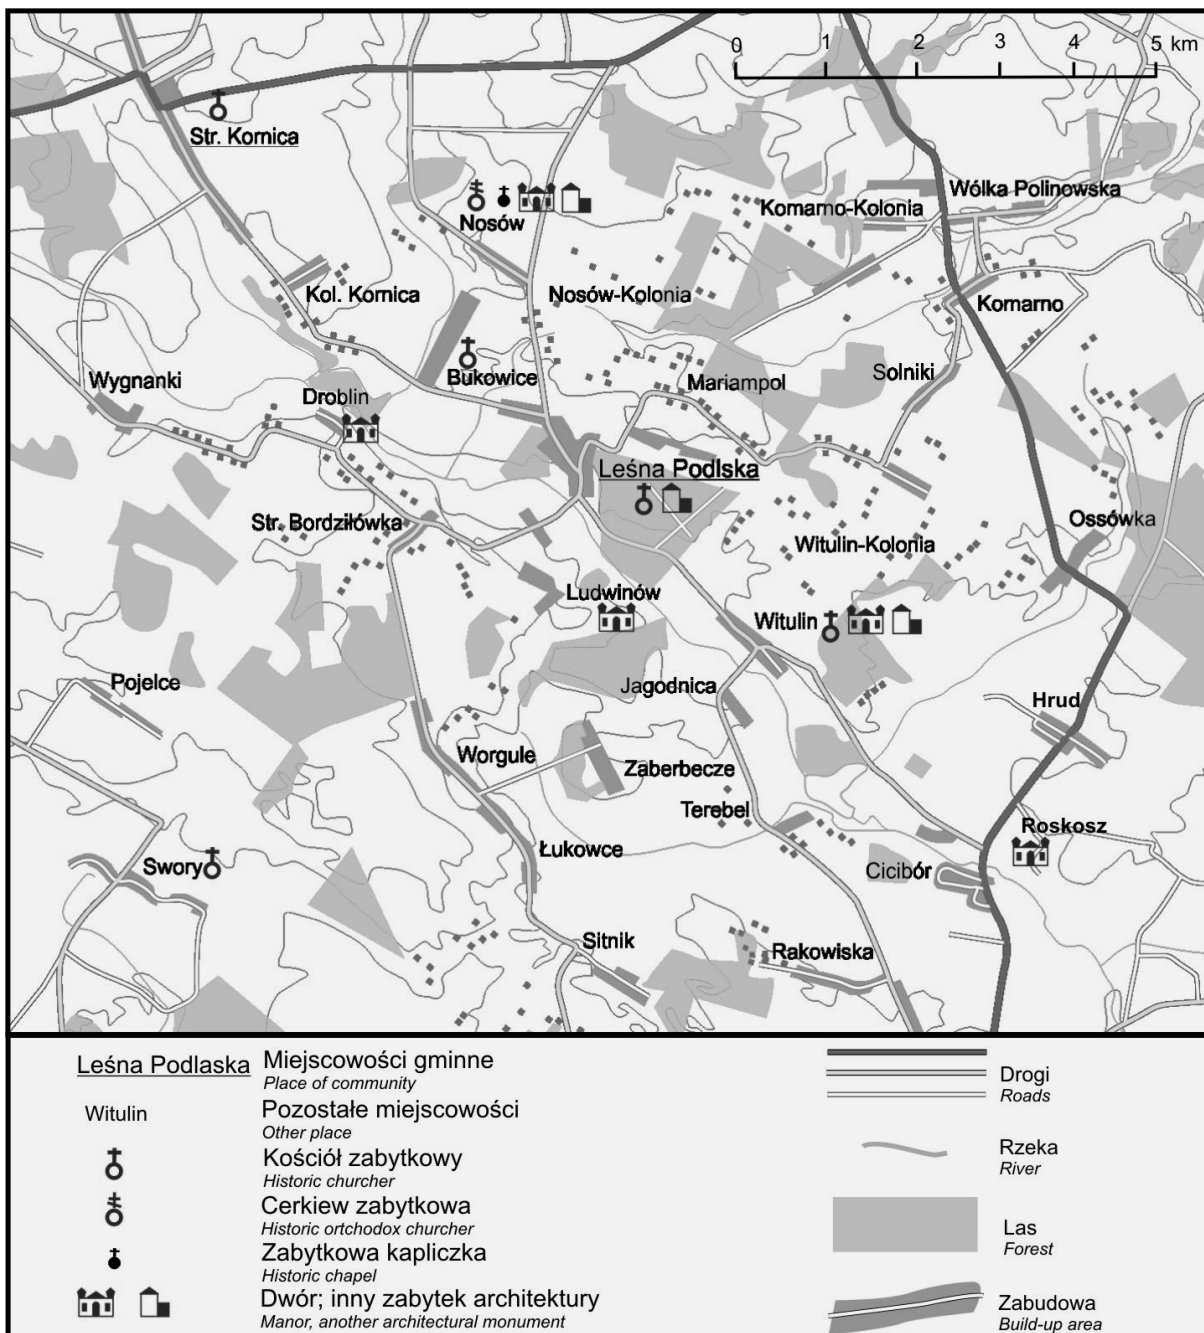 0 1 2 3 4 5 km
Str. Kornica
Wólka Polinowska
Komarno-Kolonia
Nosów
Kol. Kornica
Nosów-Kolonia
Komarno
Wygnanki
Bukowice
Mariampol
Solniki
Droblin
Leśna Podlska
Str. Bordziłówka
Ossówka
Witulin-Kolonia
Ludwinów
Witulin
Pojelce
Jagodnica
Hrud
Worgule
Zaberbecze
Terebel
Roskosz
Swory
Łukowce
Cicibór
Sitnik
Rakowiska
Leśna Podlaska
Miejscowości gminne
Place of community
Witulin
Pozostałe miejscowości
Other place
Kościół zabytkowy
Historic churcher
Cerkiew zabytkowa
Historic ortchodox churcher
Zabytkowa kapliczka
Historic chapel
Dwór; inny zabytek architektury
Manor, another architectural monument
Drogi
Roads
Rzeka
River
Las
Forest
Zabudowa
Build-up area